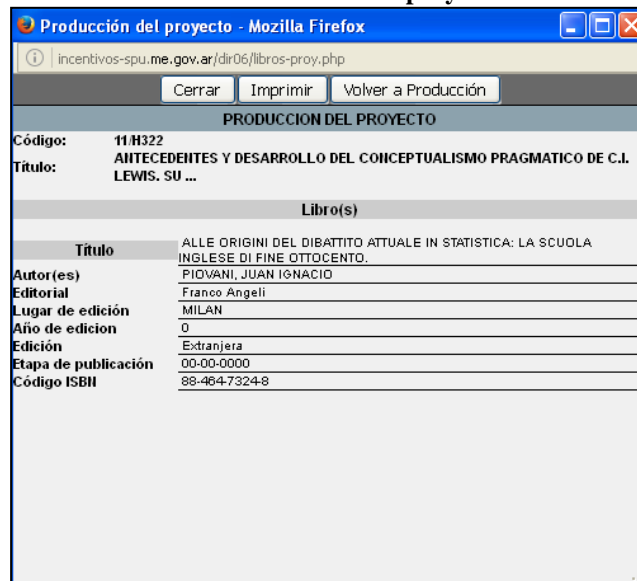 Producción del proyecto - Mozilla Firefox
incentivos-spu.me.gov.ar/dir06/libros-proy.php
Cerrar Imprimir Volver a Producción
PRODUCCION DEL PROYECTO
Código: 11/H322
Título: ANTECEDENTES Y DESARROLLO DEL CONCEPTUALISMO PRAGMATICO DE C.I.
LEWIS. SU ...
Libro(s)
Título ALLE ORIGINI DEL DIBATTITO ATTUALE IN STATISTICA: LA SCUOLA
INGLESE DI FINE OTTOCENTO.
Autor(es) PIOVANI, JUAN IGNACIO
Editorial Franco Angeli
Lugar de edición MILAN
Año de edicion 0
Edición Extranjera
Etapa de publicación 00-00-0000
Código ISBN 88-464-7324-8